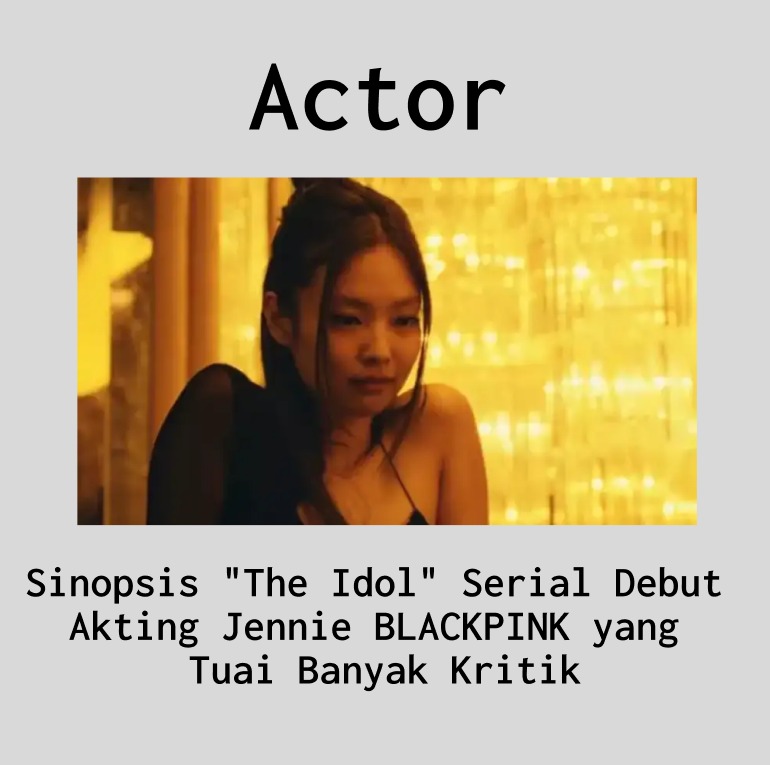 Actor
Sinopsis "The Idol" Serial Debut
Akting Jennie BLACKPINK yang
Tuai Banyak Kritik